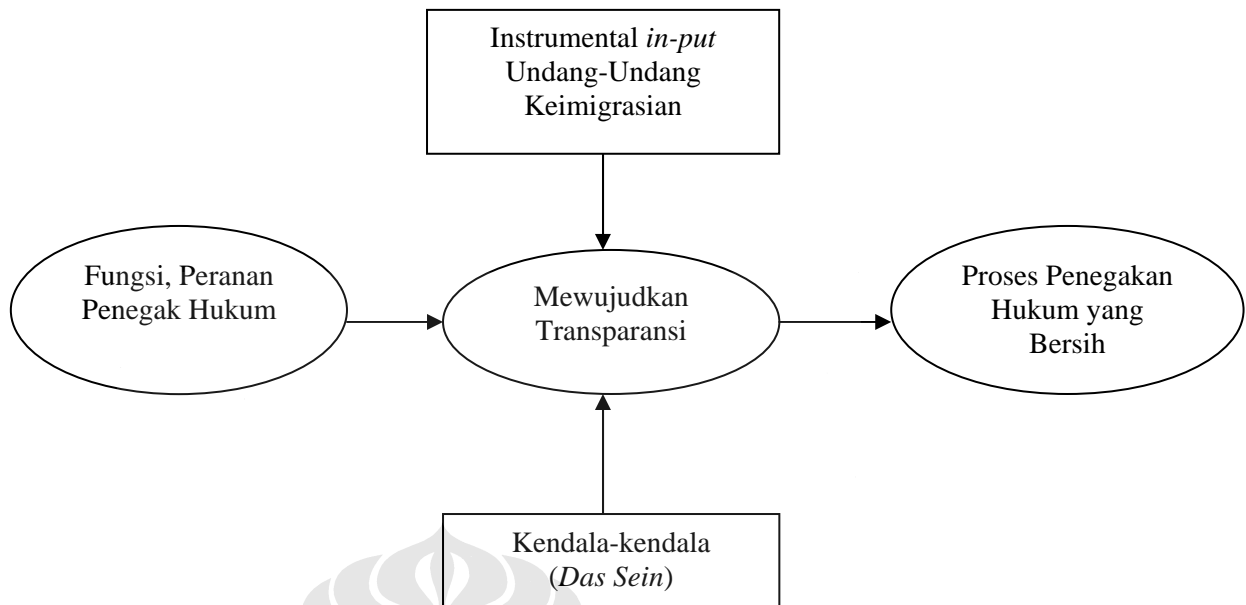 Instrumental in-put
Undang-Undang
Keimigrasian
Fungsi, Peranan
Penegak Hukum
Mewujudkan
Transparansi
Proses Penegakan
Hukum yang
Bersih
Kendala-kendala
(Das Sein)